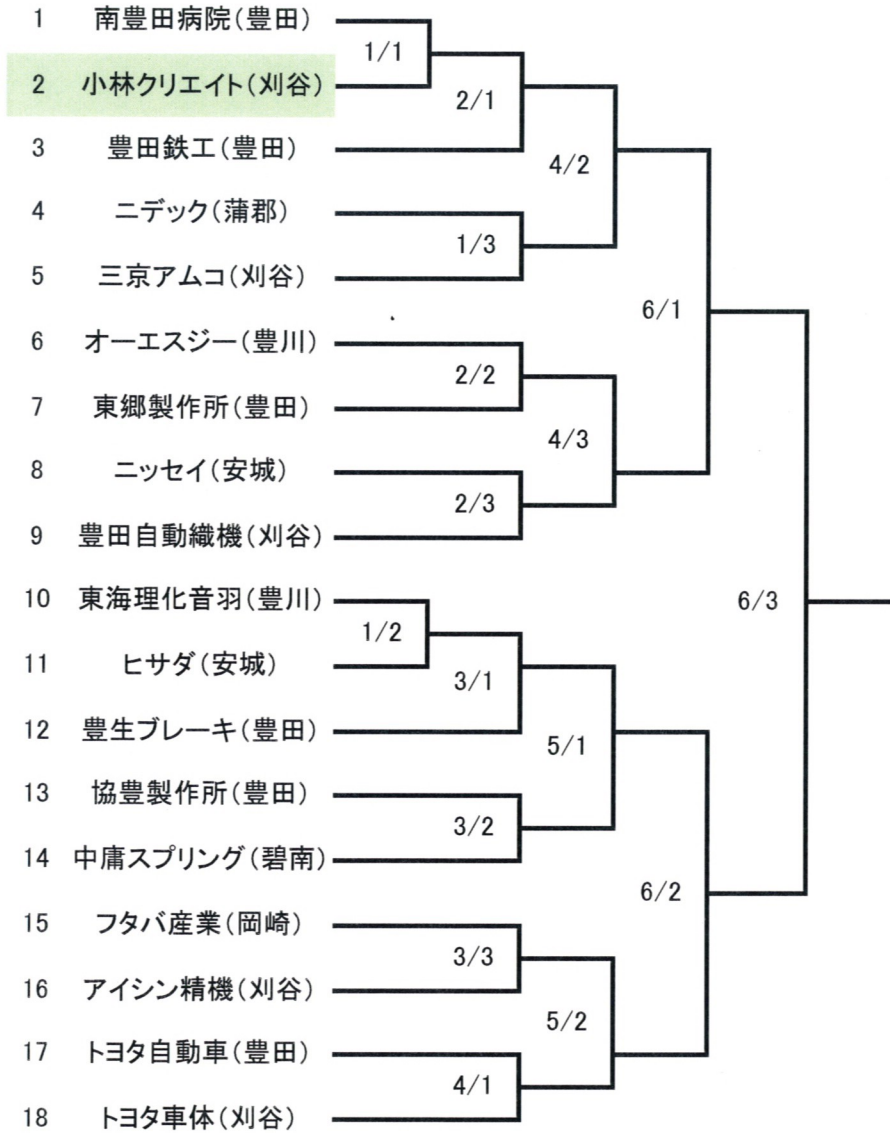 1 南豊田病院(豊田)
1/1
2 小林クリエイト(刈谷)
2/1
3 豊田鉄工(豊田)
4/2
4 ニデック(蒲郡)
1/3
5 三京アムコ(刈谷)
6/1
6 オーエスジー(豊川)
2/2
7 東郷製作所(豊田)
4/3
8 ニッセイ(安城)
2/3
9 豊田自動織機(刈谷)
10 東海理化音羽(豊川)
6/3
1/2
11 ヒサダ(安城)
3/1
12 豊生ブレーキ(豊田)
5/1
13 協豊製作所(豊田)
3/2
14 中庸スプリング(碧南)
6/2
15 フタバ産業(岡崎)
3/3
16 アイシン精機(刈谷)
5/2
17 トヨタ自動車(豊田)
4/1
18 トヨタ車体(刈谷)